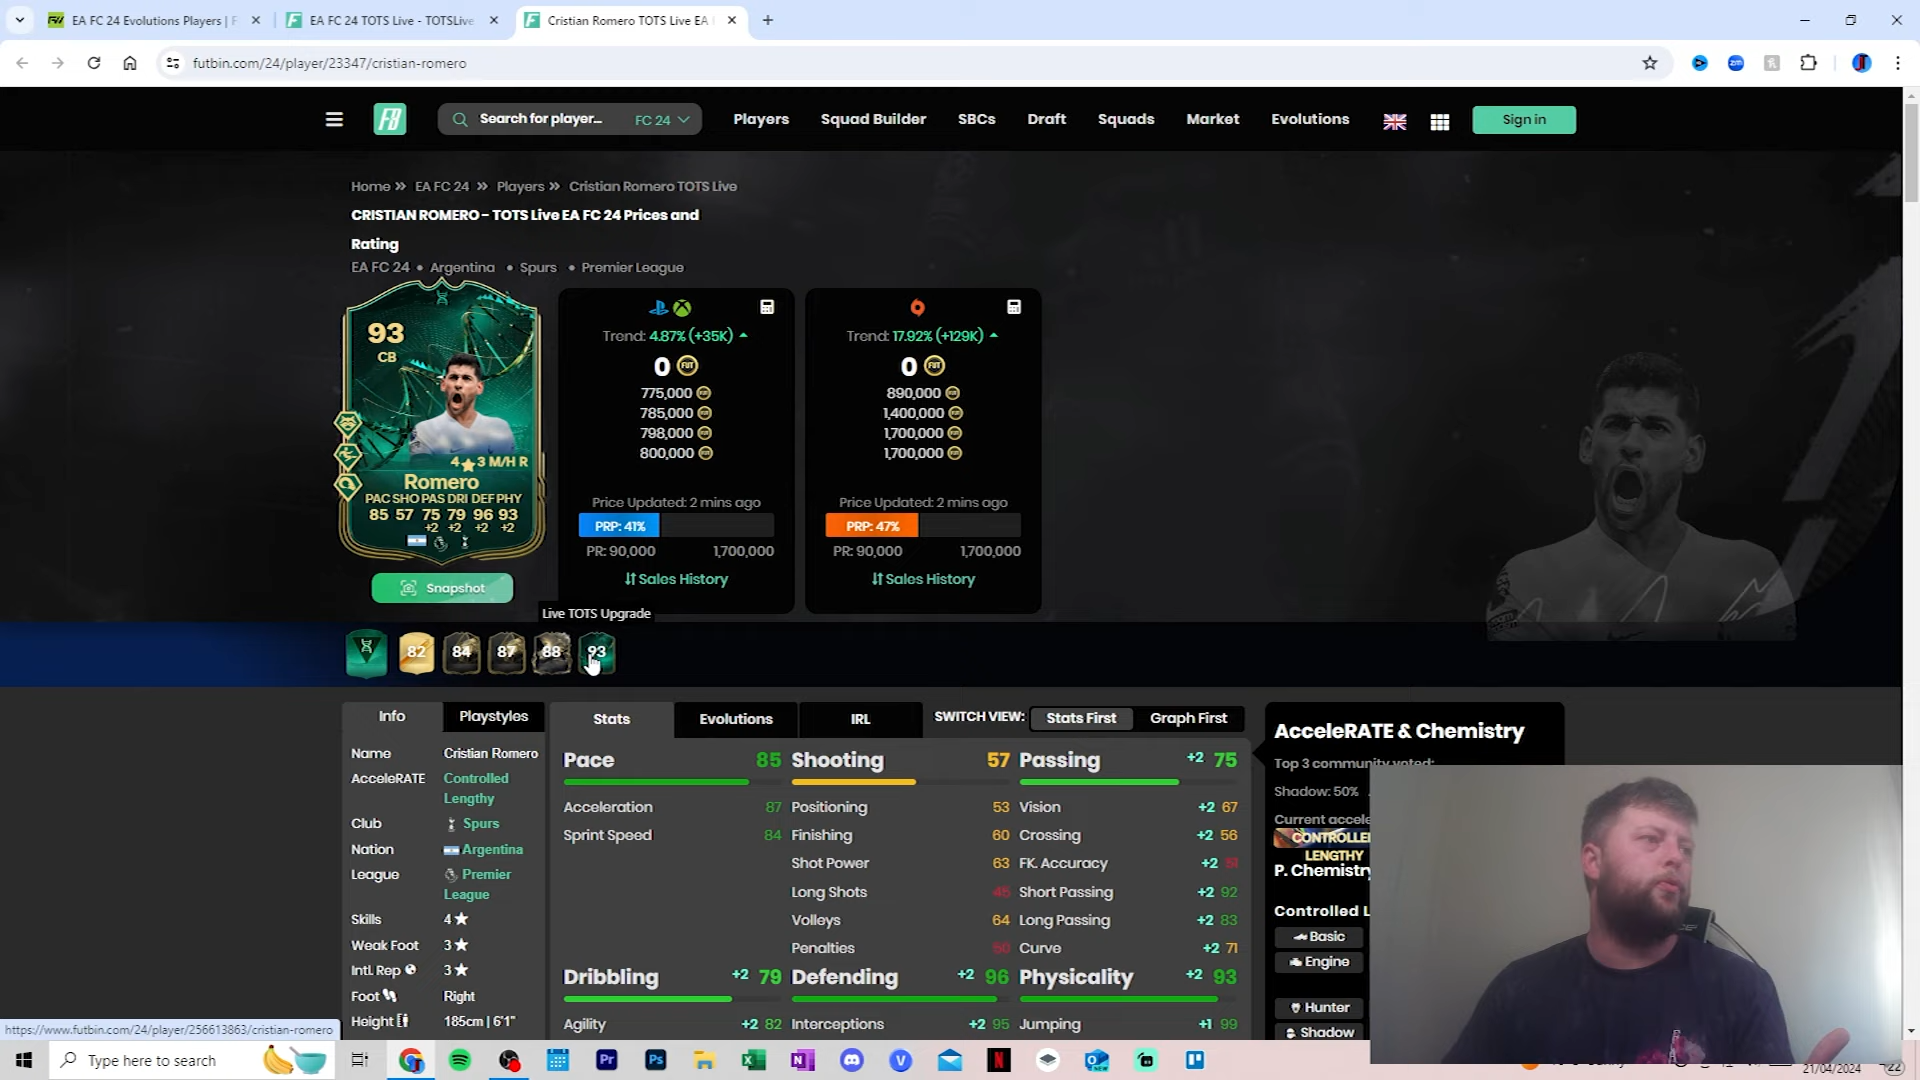 EA FC 24 Evolutions Players | F
EA FC 24 TOTS Live - TOTSLive
Cristian Romero TOTS Live EA
futbin.com/24/player/23347/cristian-romero
Search for player...
FC 24
Players
Squad Builder
SBCs
Draft
Squads
Market
Evolutions
Sign in
Home » EA FC 24 » Players » Cristian Romero TOTS Live
CRISTIAN ROMERO - TOTS Live EA FC 24 Prices and
Rating
EA FC 24 • Argentina • Spurs • Premier League
93
CB
4★3 M/H R
Romero
PAC SHO PAS DRI DEF PHY
85 57 75 79 96 93
+2 +2 +2 +2
Snapshot
Trend: 4.87% (+35K)
0
775,000
785,000
798,000
800,000
Price Updated: 2 mins ago
PRP: 41%
PR: 90,000 1,700,000
Sales History
Trend: 17.92% (+129K)
0
890,000
1,400,000
1,700,000
1,700,000
Price Updated: 2 mins ago
PRP: 47%
PR: 90,000 1,700,000
Sales History
Live TOTS Upgrade
82 84 87 88 93
Info
Playstyles
Name Cristian Romero
AcceleRATE Controlled
Lengthy
Club Spurs
Nation Argentina
League Premier
League
Skills 4★
Weak Foot 3★
Intl. Rep 3★
Foot Right
Height 185cm | 6'1"
Stats
Evolutions
IRL
SWITCH VIEW:
Stats First
Graph First
Pace 85
Acceleration 87
Sprint Speed 84
Shooting 57
Positioning 53
Finishing 60
Shot Power 63
Long Shots 45
Volleys 64
Penalties 50
Passing +2 75
Vision +2 67
Crossing +2 56
FK. Accuracy +2 51
Short Passing +2 92
Long Passing +2 83
Curve +2 71
Dribbling +2 79
Agility +2 82
Defending +2 96
Interceptions +2 95
Physicality +2 93
Jumping +1 99
AcceleRATE & Chemistry
Top 3 community voted:
Shadow: 50%
Current accele
CONTROLLED
LENGTHY
P. Chemistry
Controlled L
Basic
Engine
Hunter
Shadow
https://www.futbin.com/24/player/256613863/cristian-romero
Type here to search
21/04/2024
22